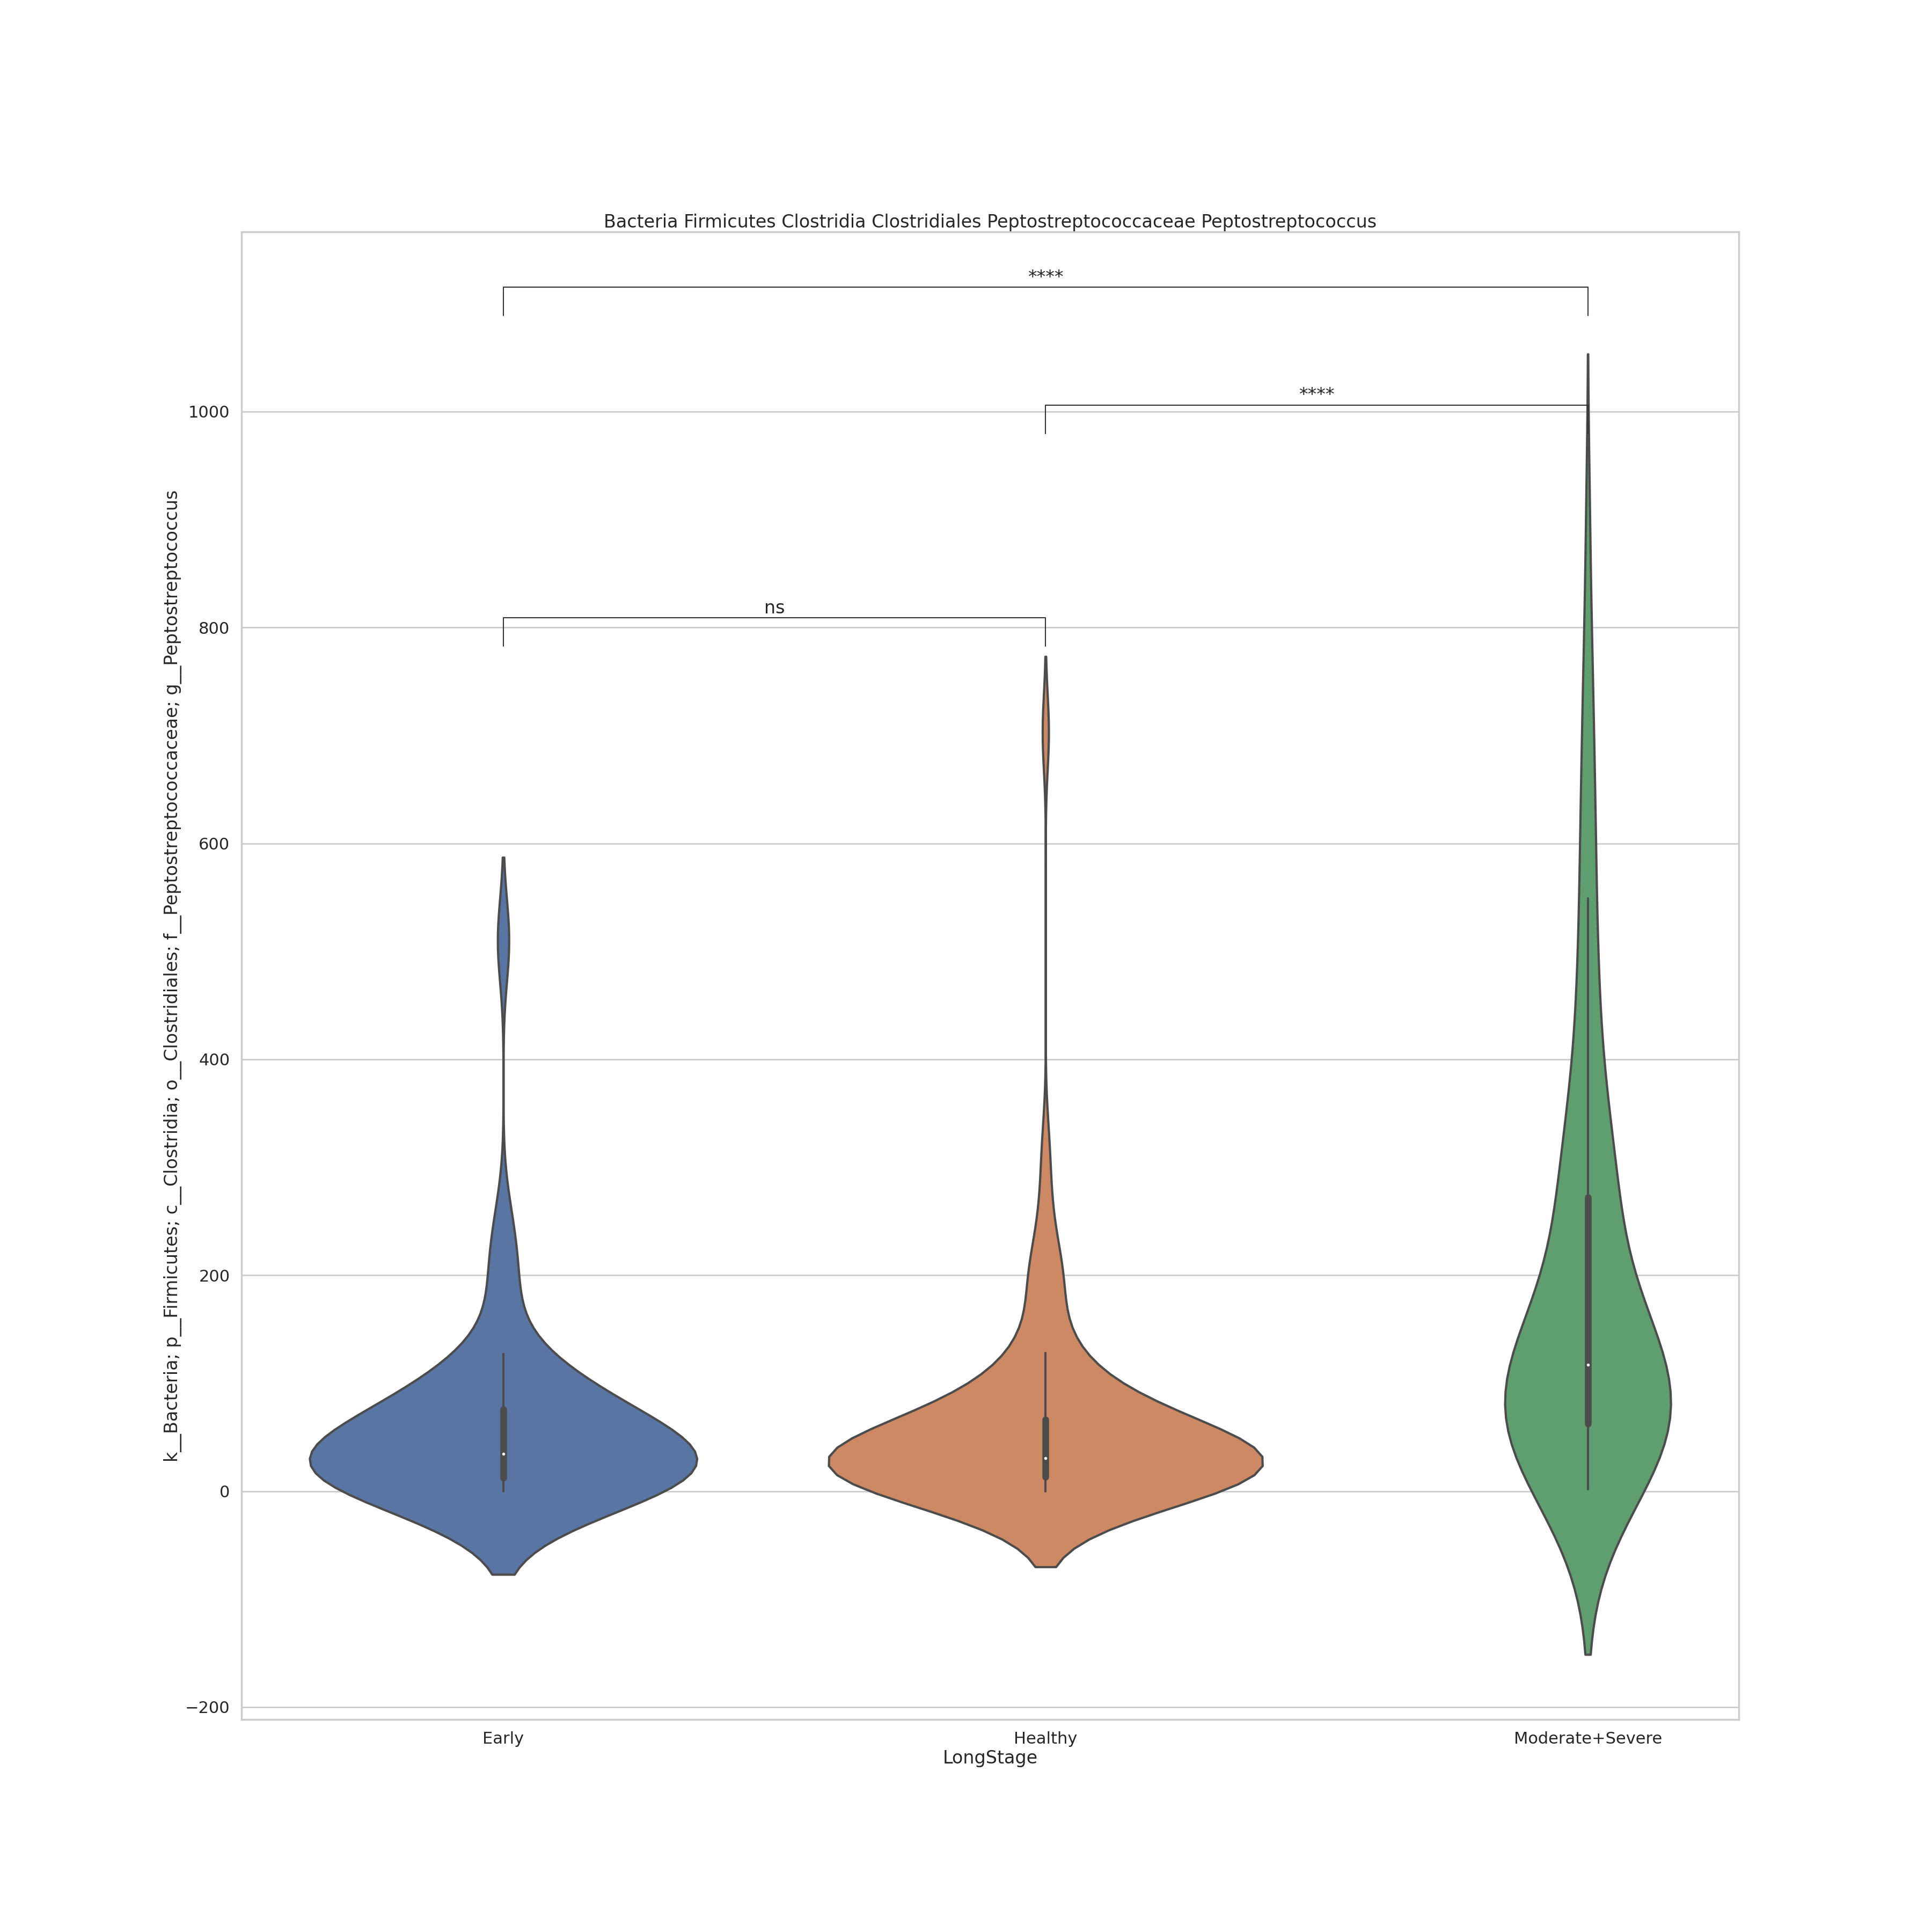 Bacteria Firmicutes Clostridia Clostridiales Peptostreptococcaceae Peptostreptococcus
****
****
ns
k__Bacteria; p__Firmicutes; c__Clostridia; o__Clostridiales; f__Peptostreptococcaceae; g__Peptostreptococcus
1000
800
600
400
200
0
−200
Early
Healthy
Moderate+Severe
LongStage